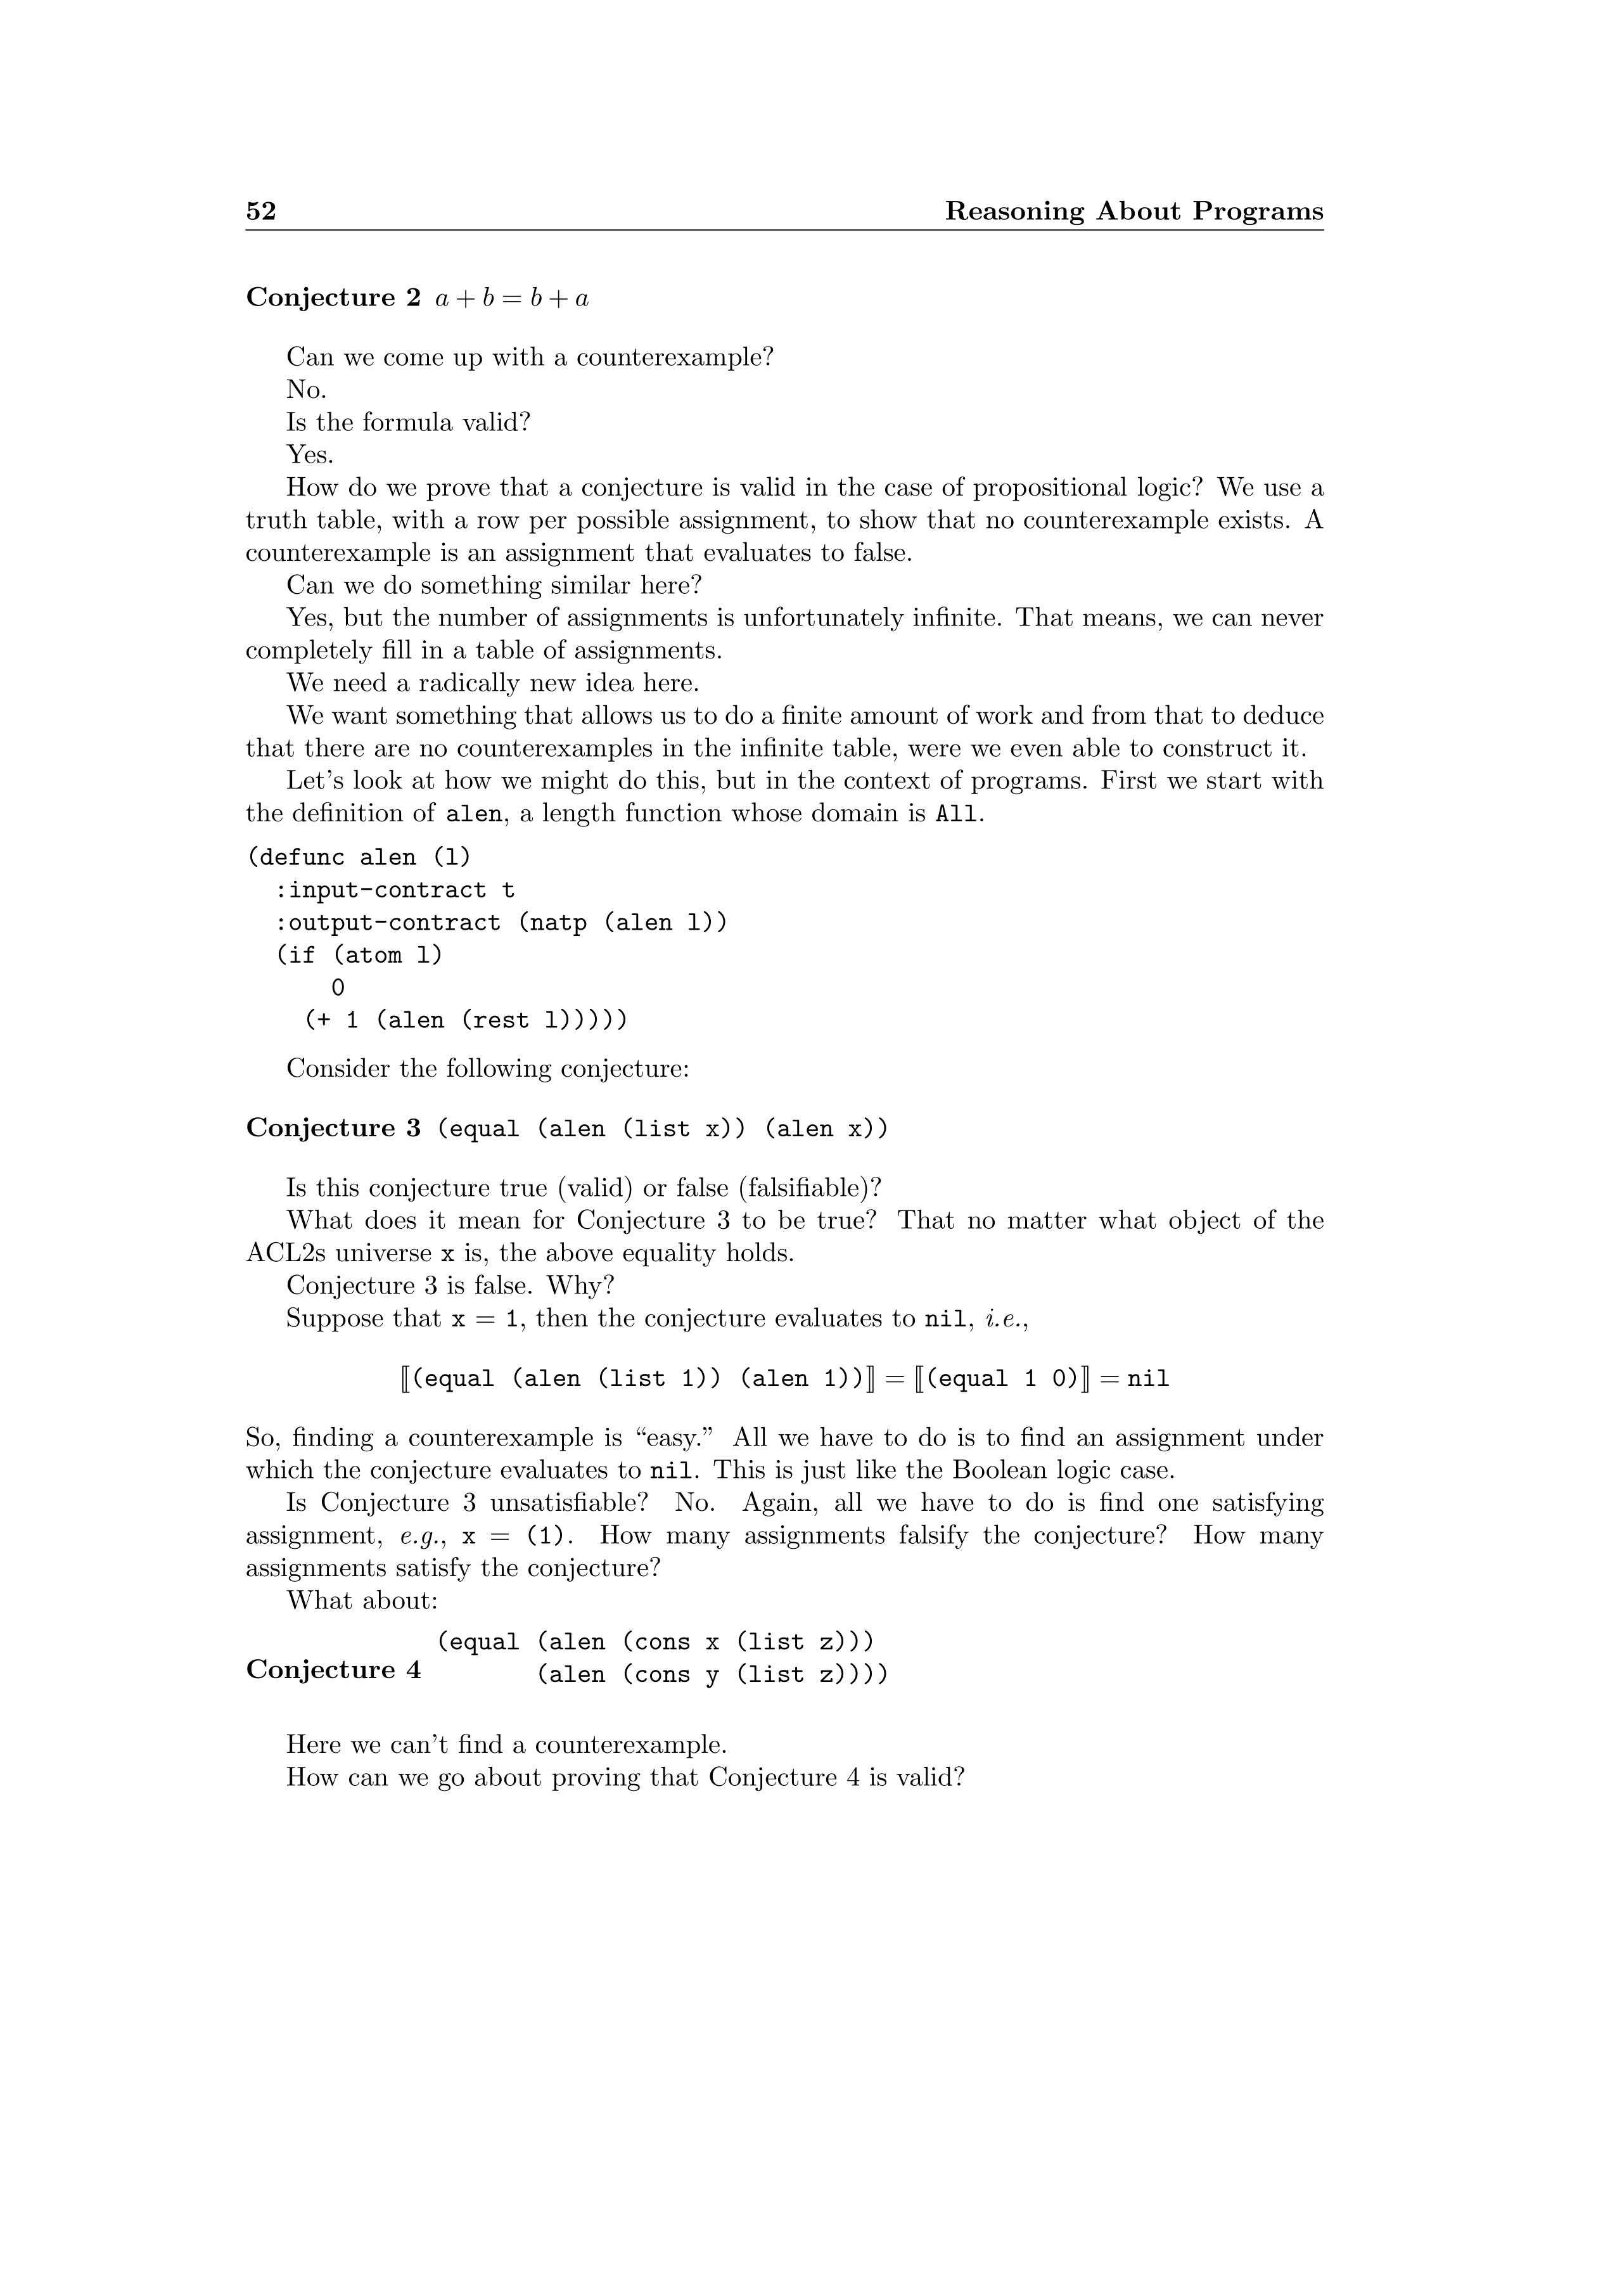 52 Reasoning About Programs
Conjecture 2 a + b = b + a
Can we come up with a counterexample?
No.
Is the formula valid?
Yes.
How do we prove that a conjecture is valid in the case of propositional logic? We use a
truth table, with a row per possible assignment, to show that no counterexample exists. A
counterexample is an assignment that evaluates to false.
Can we do something similar here?
Yes, but the number of assignments is unfortunately infinite. That means, we can never
completely fill in a table of assignments.
We need a radically new idea here.
We want something that allows us to do a finite amount of work and from that to deduce
that there are no counterexamples in the infinite table, were we even able to construct it.
Let's look at how we might do this, but in the context of programs. First we start with
the definition of alen, a length function whose domain is All.
(defunc alen (l)
:input-contract t
:output-contract (natp (alen l))
(if (atom l)
0
(+ 1 (alen (rest l)))))
Consider the following conjecture:
Conjecture 3 (equal (alen (list x)) (alen x))
Is this conjecture true (valid) or false (falsifiable)?
What does it mean for Conjecture 3 to be true? That no matter what object of the
ACL2s universe x is, the above equality holds.
Conjecture 3 is false. Why?
Suppose that x = 1, then the conjecture evaluates to nil, i.e.,
⟦(equal (alen (list 1)) (alen 1))⟧ = ⟦(equal 1 0)⟧ = nil
So, finding a counterexample is “easy.” All we have to do is to find an assignment under
which the conjecture evaluates to nil. This is just like the Boolean logic case.
Is Conjecture 3 unsatisfiable? No. Again, all we have to do is find one satisfying
assignment, e.g., x = (1). How many assignments falsify the conjecture? How many
assignments satisfy the conjecture?
What about:
(equal (alen (cons x (list z)))
Conjecture 4 (alen (cons y (list z))))
Here we can't find a counterexample.
How can we go about proving that Conjecture 4 is valid?